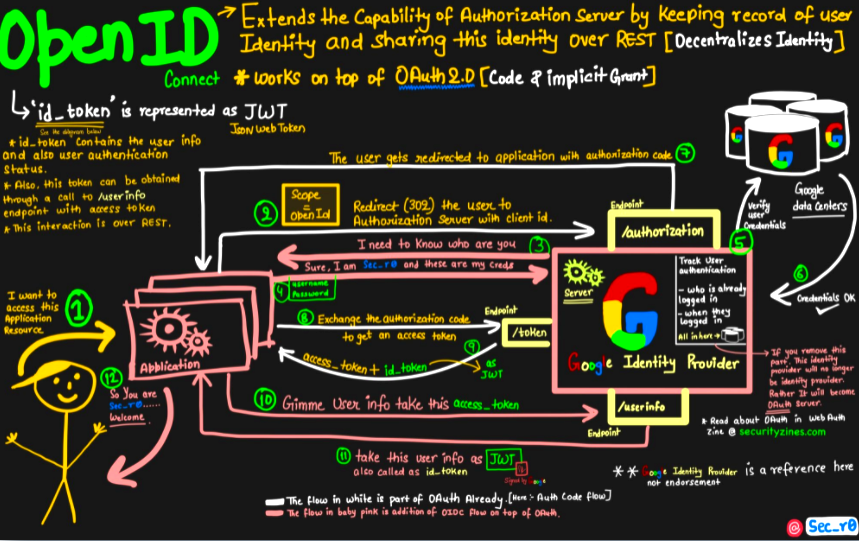 OpenID
Connect
Extends the Capability of Authorization Server by keeping record of user
Identity and sharing this identity over REST [Decentralizes Identity]
* works on top of OAuth2.0 [Code & implicit Grant]
'id_token' is represented as JWT
Json Web Token
See the diagram below
* id_token contains the user info
and also user authentication
status.
* Also, this token can be obtained
through a call to /userinfo
endpoint with access token
* This interaction is over REST.
The user gets redirected to application with authorization code 7
2
Scope
=
OpenId
Redirect (302) the user to
Authorization Server with client id.
Endpoint
/authorization
I need to know who are you 3
Sure, I am Sec_r0 and these are my creds
4
Username
Password
5
Verify
user
Credentials
Google
data Centers
6
Credentials OK
I want to
access this
Application
Resource.
1
Application
8 Exchange the authorization code
to get an access token
Endpoint
/token
9
access_token + id_token
as
JWT
Server
Track User
authentication
- who is already
logged in
- when they
logged in
All in here
G
Google Identity Provider
If you remove this
part, This identity
provider will no longer
be identity provider.
Rather It will become
OAuth Server.
12
So You are
Sec_r0......
Welcome.
10 Gimme User info take this access_token
/userinfo
Endpoint
* Read about OAuth in Web Auth
Zine @ securityzines.com
11 take this user info as JWT
also called as id_token
Signed by Google
** Google Identity Provider is a reference here
not endorsement
The flow in white is part of OAuth Already. [Here :- Auth Code flow]
The flow in baby pink is addition of OIDC flow on top of OAuth.
Sec_r0